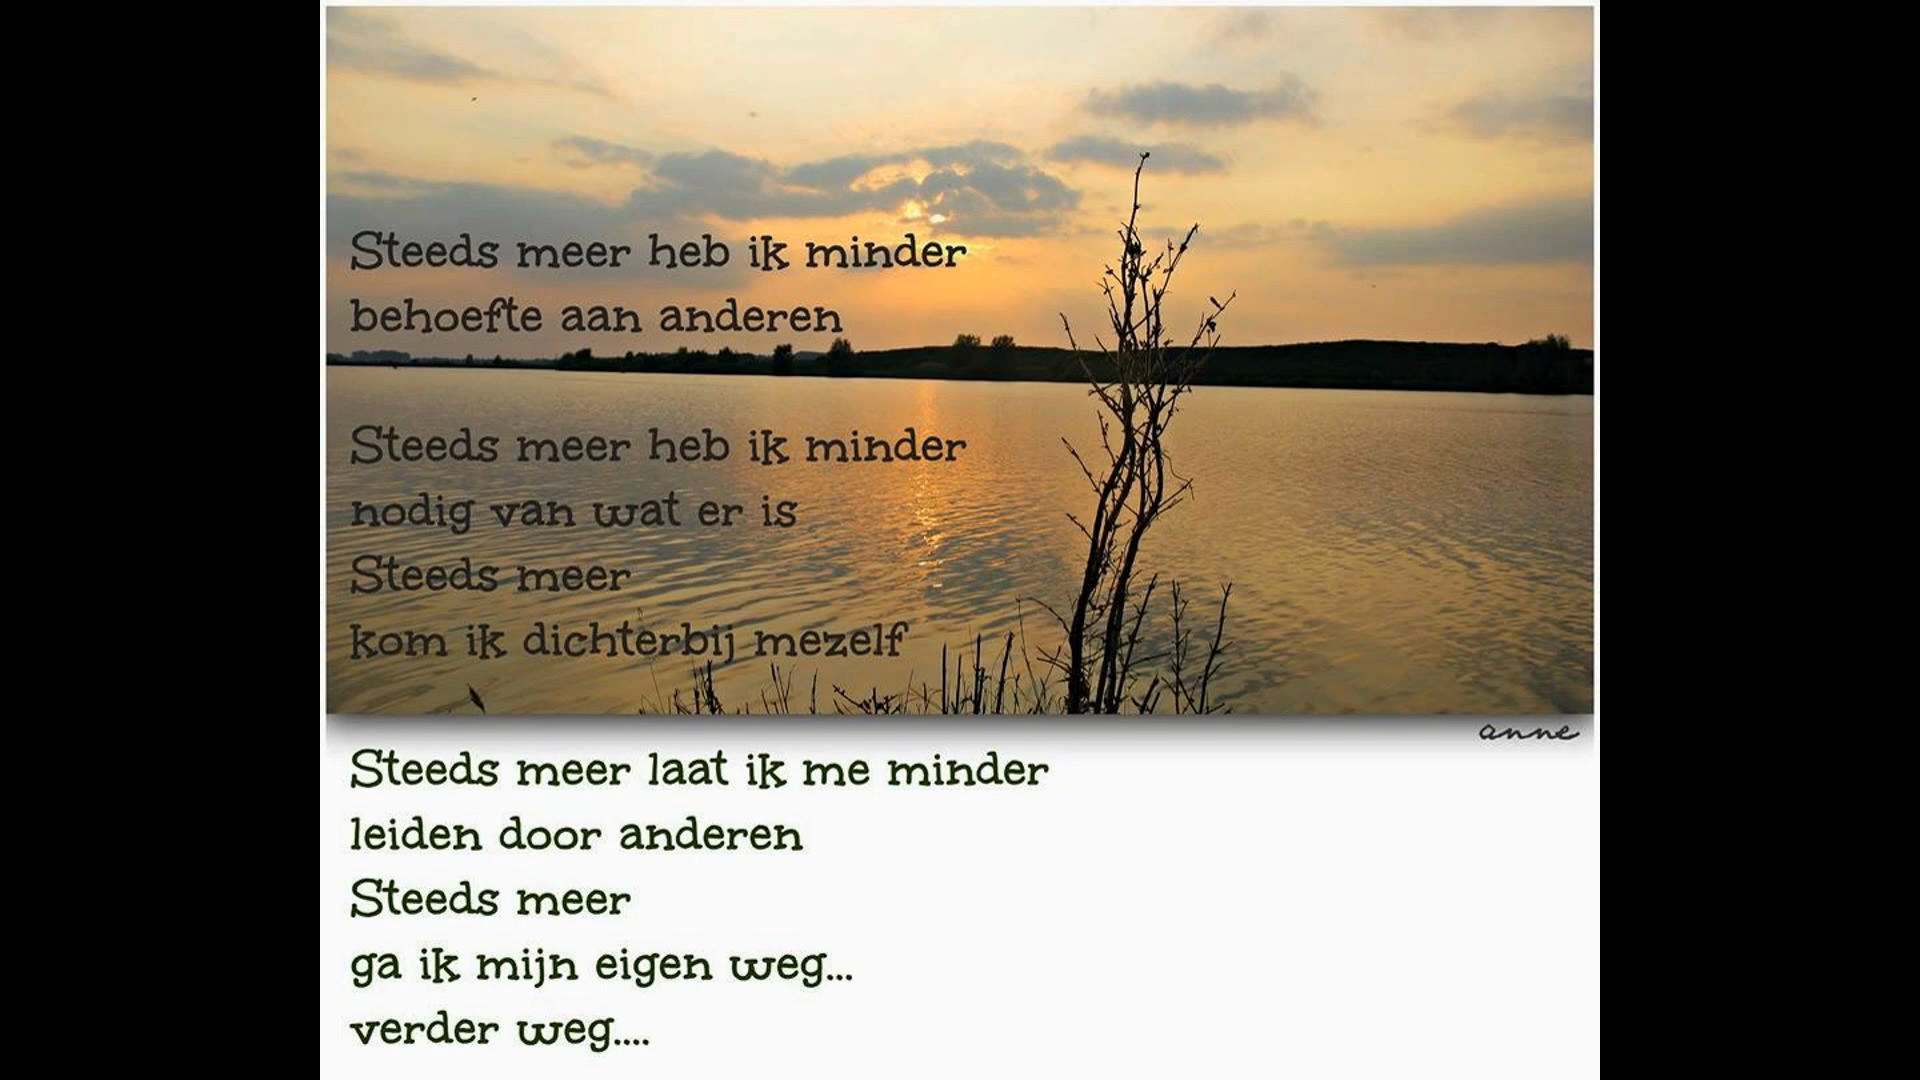 Steeds meer heb ik minder
behoefte aan anderen
Steeds meer heb ik minder
nodig van wat er is
Steeds meer
kom ik dichterbij mezelf
anne
Steeds meer laat ik me minder
leiden door anderen
Steeds meer
ga ik mijn eigen weg...
verder weg....